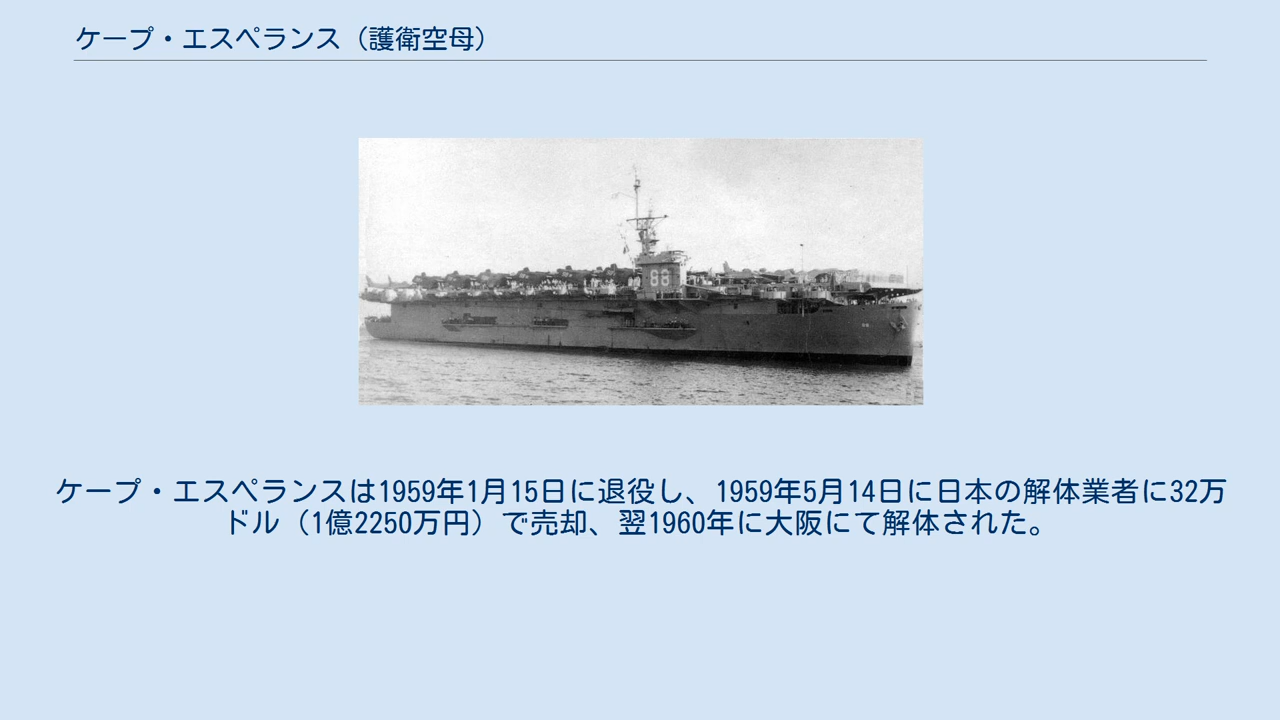 ケープ・エスペランス（護衛空母）
88
88
ケープ・エスペランスは1959年1月15日に退役し、1959年5月14日に日本の解体業者に32万
ドル（1億2250万円）で売却、翌1960年に大阪にて解体された。